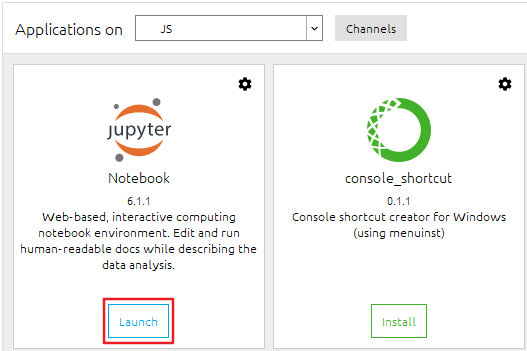 Applications on JS Channels
jupyter
Notebook
6.1.1
Web-based, interactive computing
notebook environment. Edit and run
human-readable docs while describing the
data analysis.
Launch
console_shortcut
0.1.1
Console shortcut creator for Windows
(using menuinst)
Install